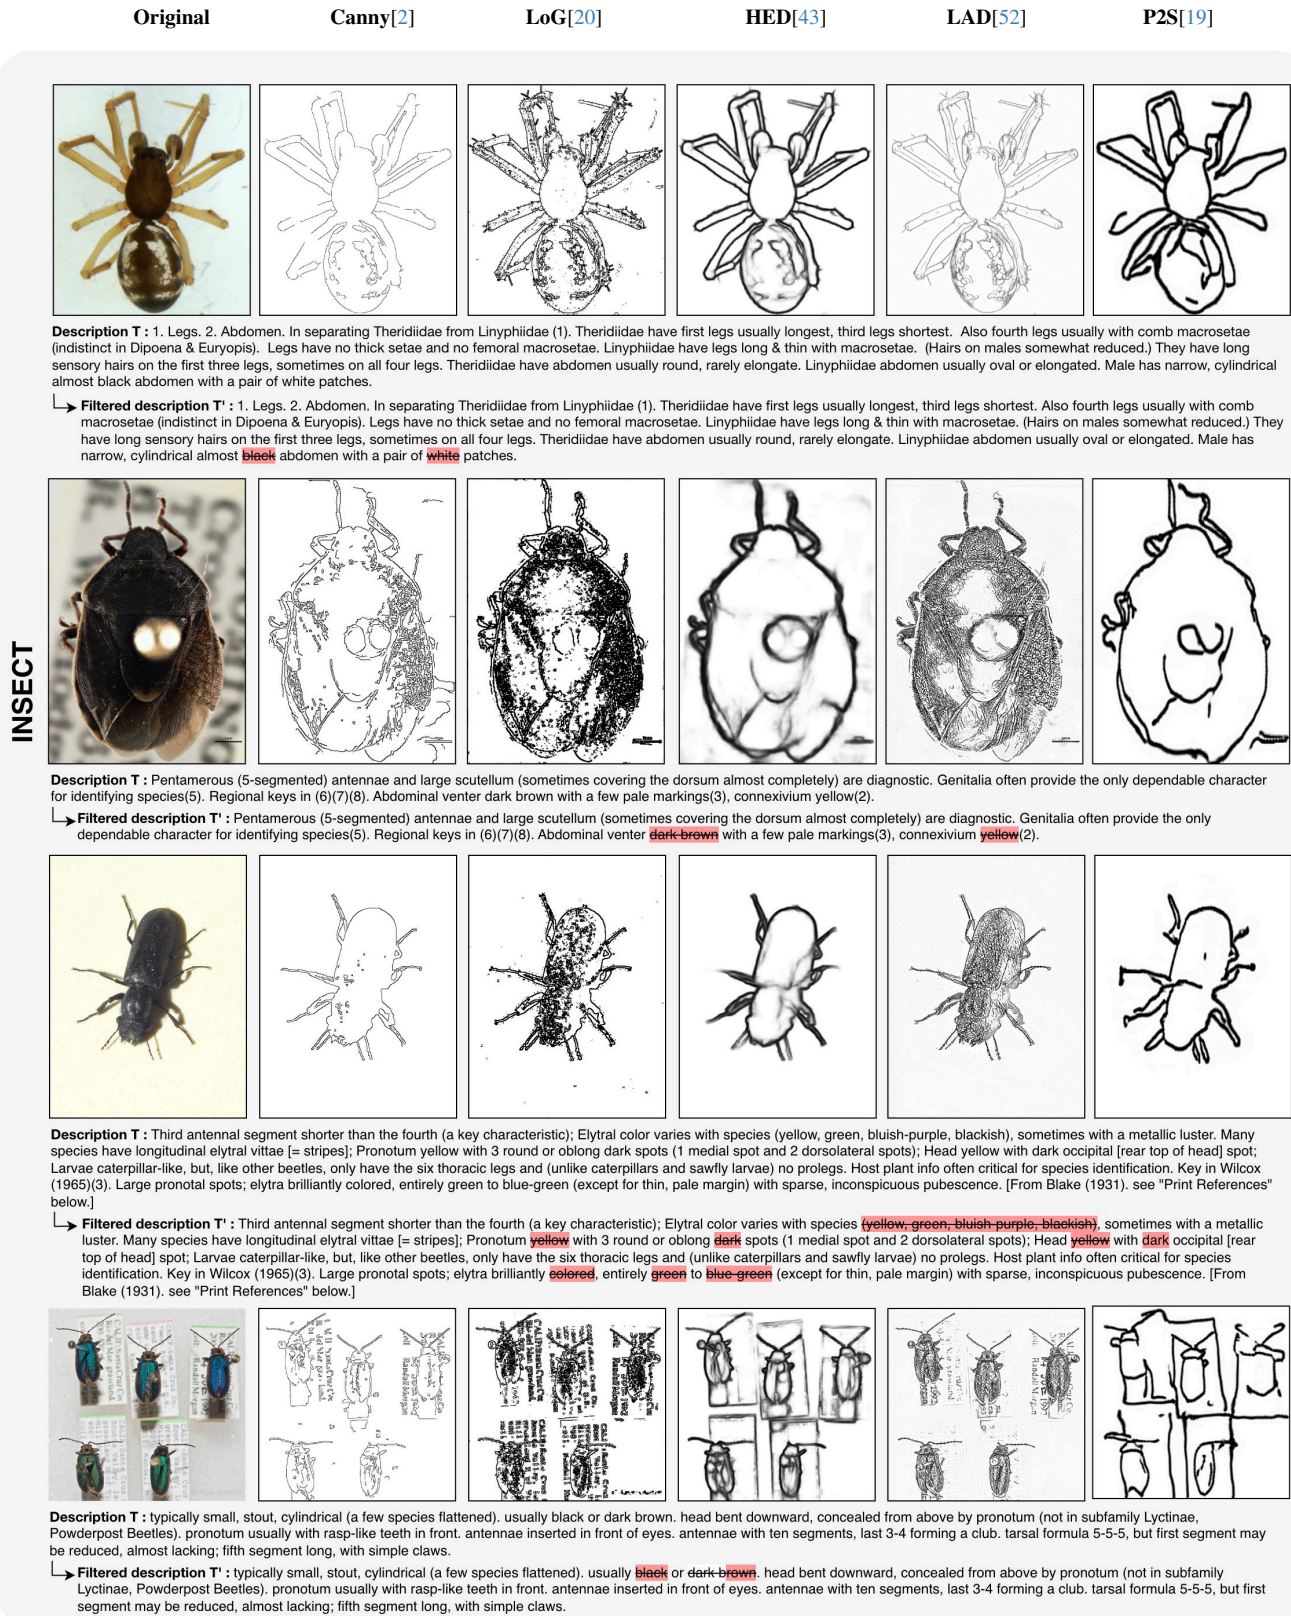 Original Canny[2] LoG[20] HED[43] LAD[52] P2S[19]
INSECT
Description T : 1. Legs. 2. Abdomen. In separating Theridiidae from Linyphiidae (1). Theridiidae have first legs usually longest, third legs shortest. Also fourth legs usually with comb macrosetae
(indistinct in Dipoena & Euryopis). Legs have no thick setae and no femoral macrosetae. Linyphiidae have legs long & thin with macrosetae. (Hairs on males somewhat reduced.) They have long
sensory hairs on the first three legs, sometimes on all four legs. Theridiidae have abdomen usually round, rarely elongate. Linyphiidae abdomen usually oval or elongated. Male has narrow, cylindrical
almost black abdomen with a pair of white patches.
Filtered description T' : 1. Legs. 2. Abdomen. In separating Theridiidae from Linyphiidae (1). Theridiidae have first legs usually longest, third legs shortest. Also fourth legs usually with comb
macrosetae (indistinct in Dipoena & Euryopis). Legs have no thick setae and no femoral macrosetae. Linyphiidae have legs long & thin with macrosetae. (Hairs on males somewhat reduced.) They
have long sensory hairs on the first three legs, sometimes on all four legs. Theridiidae have abdomen usually round, rarely elongate. Linyphiidae abdomen usually oval or elongated. Male has
narrow, cylindrical almost black abdomen with a pair of white patches.
Description T : Pentamerous (5-segmented) antennae and large scutellum (sometimes covering the dorsum almost completely) are diagnostic. Genitalia often provide the only dependable character
for identifying species(5). Regional keys in (6)(7)(8). Abdominal venter dark brown with a few pale markings(3), connexivium yellow(2).
Filtered description T' : Pentamerous (5-segmented) antennae and large scutellum (sometimes covering the dorsum almost completely) are diagnostic. Genitalia often provide the only
dependable character for identifying species(5). Regional keys in (6)(7)(8). Abdominal venter dark brown with a few pale markings(3), connexivium yellow(2).
Description T : Third antennal segment shorter than the fourth (a key characteristic); Elytral color varies with species (yellow, green, bluish-purple, blackish), sometimes with a metallic luster. Many
species have longitudinal elytral vittae [= stripes]; Pronotum yellow with 3 round or oblong dark spots (1 medial spot and 2 dorsolateral spots); Head yellow with dark occipital [rear top of head] spot;
Larvae caterpillar-like, but, like other beetles, only have the six thoracic legs and (unlike caterpillars and sawfly larvae) no prolegs. Host plant info often critical for species identification. Key in Wilcox
(1965)(3). Large pronotal spots; elytra brilliantly colored, entirely green to blue-green (except for thin, pale margin) with sparse, inconspicuous pubescence. [From Blake (1931). see "Print References"
below.]
Filtered description T' : Third antennal segment shorter than the fourth (a key characteristic); Elytral color varies with species (yellow, green, bluish-purple, blackish), sometimes with a metallic
luster. Many species have longitudinal elytral vittae [= stripes]; Pronotum yellow with 3 round or oblong dark spots (1 medial spot and 2 dorsolateral spots); Head yellow with dark occipital [rear
top of head] spot; Larvae caterpillar-like, but, like other beetles, only have the six thoracic legs and (unlike caterpillars and sawfly larvae) no prolegs. Host plant info often critical for species
identification. Key in Wilcox (1965)(3). Large pronotal spots; elytra brilliantly colored, entirely green to blue-green (except for thin, pale margin) with sparse, inconspicuous pubescence. [From
Blake (1931). see "Print References" below.]
Description T : typically small, stout, cylindrical (a few species flattened). usually black or dark brown. head bent downward, concealed from above by pronotum (not in subfamily Lyctinae,
Powderpost Beetles). pronotum usually with rasp-like teeth in front. antennae inserted in front of eyes. antennae with ten segments, last 3-4 forming a club. tarsal formula 5-5-5, but first segment may
be reduced, almost lacking; fifth segment long, with simple claws.
Filtered description T' : typically small, stout, cylindrical (a few species flattened). usually black or dark brown. head bent downward, concealed from above by pronotum (not in subfamily
Lyctinae, Powderpost Beetles). pronotum usually with rasp-like teeth in front. antennae inserted in front of eyes. antennae with ten segments, last 3-4 forming a club. tarsal formula 5-5-5, but first
segment may be reduced, almost lacking; fifth segment long, with simple claws.